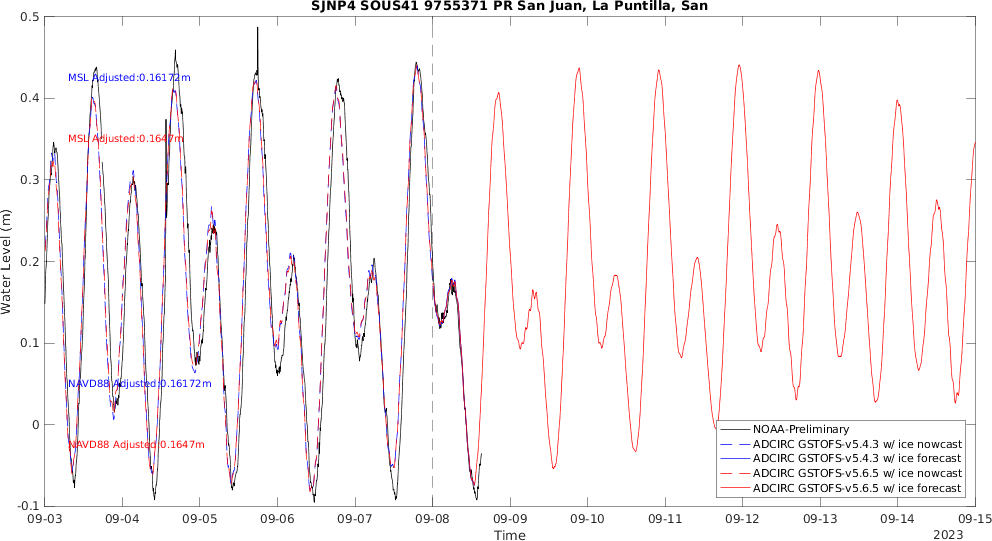 SJNP4 SOUS41 9755371 PR San Juan, La Puntilla, San
Water Level (m)
0.5
0.4
0.3
0.2
0.1
0
-0.1
MSL Adjusted:0.16172m
MSL Adjusted:0.1647m
NAVD88 Adjusted:0.16172m
NAVD88 Adjusted:0.1647m
NOAA-Preliminary
ADCIRC GSTOFS-v5.4.3 w/ ice nowcast
ADCIRC GSTOFS-v5.4.3 w/ ice forecast
ADCIRC GSTOFS-v5.6.5 w/ ice nowcast
ADCIRC GSTOFS-v5.6.5 w/ ice forecast
09-03 09-04 09-05 09-06 09-07 09-08 09-09 09-10 09-11 09-12 09-13 09-14 09-15
Time
2023